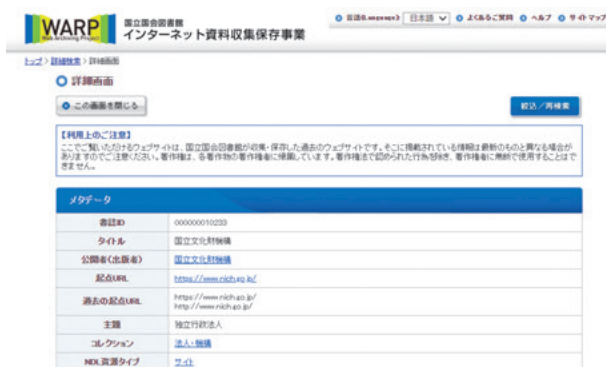 WARP 国立国会図書館
Web Archiving Project インターネット資料収集保存事業
言語(Language) 日本語 よくあるご質問 ヘルプ サイトマップ
トップ > 詳細検索 > 詳細画面
詳細画面
この画面を閉じる 絞込/再検索
【利用上のご注意】
ここでご覧いただけるウェブサイトは、国立国会図書館が収集・保存した過去のウェブサイトです。そこに掲載されている情報は最新のものと異なる場合が
ありますのでご注意ください。著作権は、各著作物の著作権者に帰属しています。著作権法で認められた行為を除き、著作権者に無断で使用することはで
きません。
メタデータ
書誌ID 000000010233
タイトル 国立文化財機構
公開者(出版者) 国立文化財機構
起点URL https://www.nich.go.jp/
過去の起点URL https://www.nich.go.jp/
http://www.nich.go.jp/
主題 独立行政法人
コレクション 法人・機構
NDL資源タイプ サイト